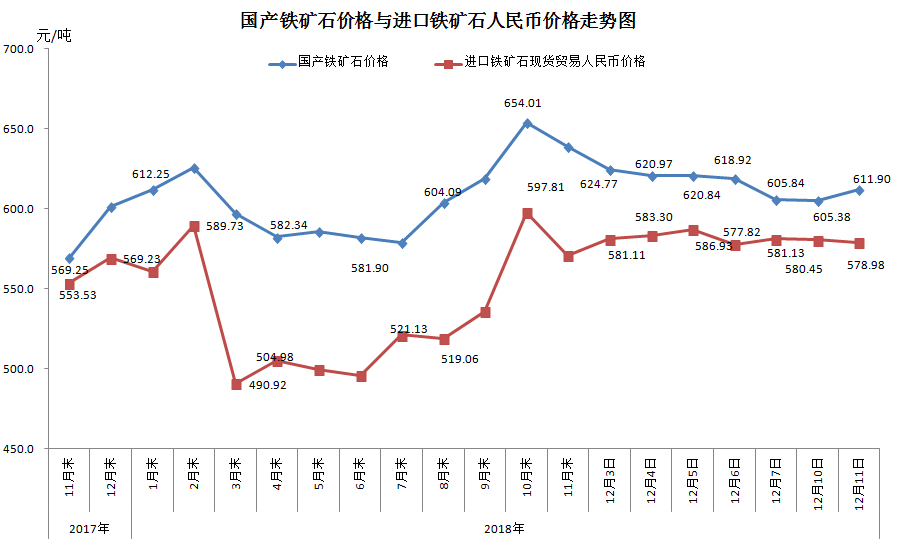 国产铁矿石价格与进口铁矿石人民币价格走势图
元/吨
国产铁矿石价格
进口铁矿石现货贸易人民币价格
700.0
650.0
600.0
550.0
500.0
450.0
654.01
612.25
604.09
597.81
624.77
620.97
620.84
618.92
605.84
605.38
611.90
589.73
582.34
581.90
569.25
569.23
553.53
583.30
581.11
586.93
577.82
581.13
580.45
578.98
521.13
519.06
504.98
490.92
11月末
12月末
1月末
2月末
3月末
4月末
5月末
6月末
7月末
8月末
9月末
10月末
11月末
12月3日
12月4日
12月5日
12月6日
12月7日
12月10日
12月11日
2017年
2018年